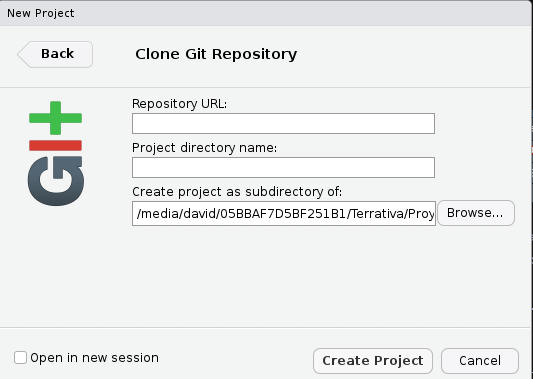 New Project
Back
Clone Git Repository
GIt
Repository URL:
Project directory name:
Create project as subdirectory of:
/media/david/05BBAF7D5BF251B1/Terrativa/Proy
Browse...
Open in new session
Create Project
Cancel